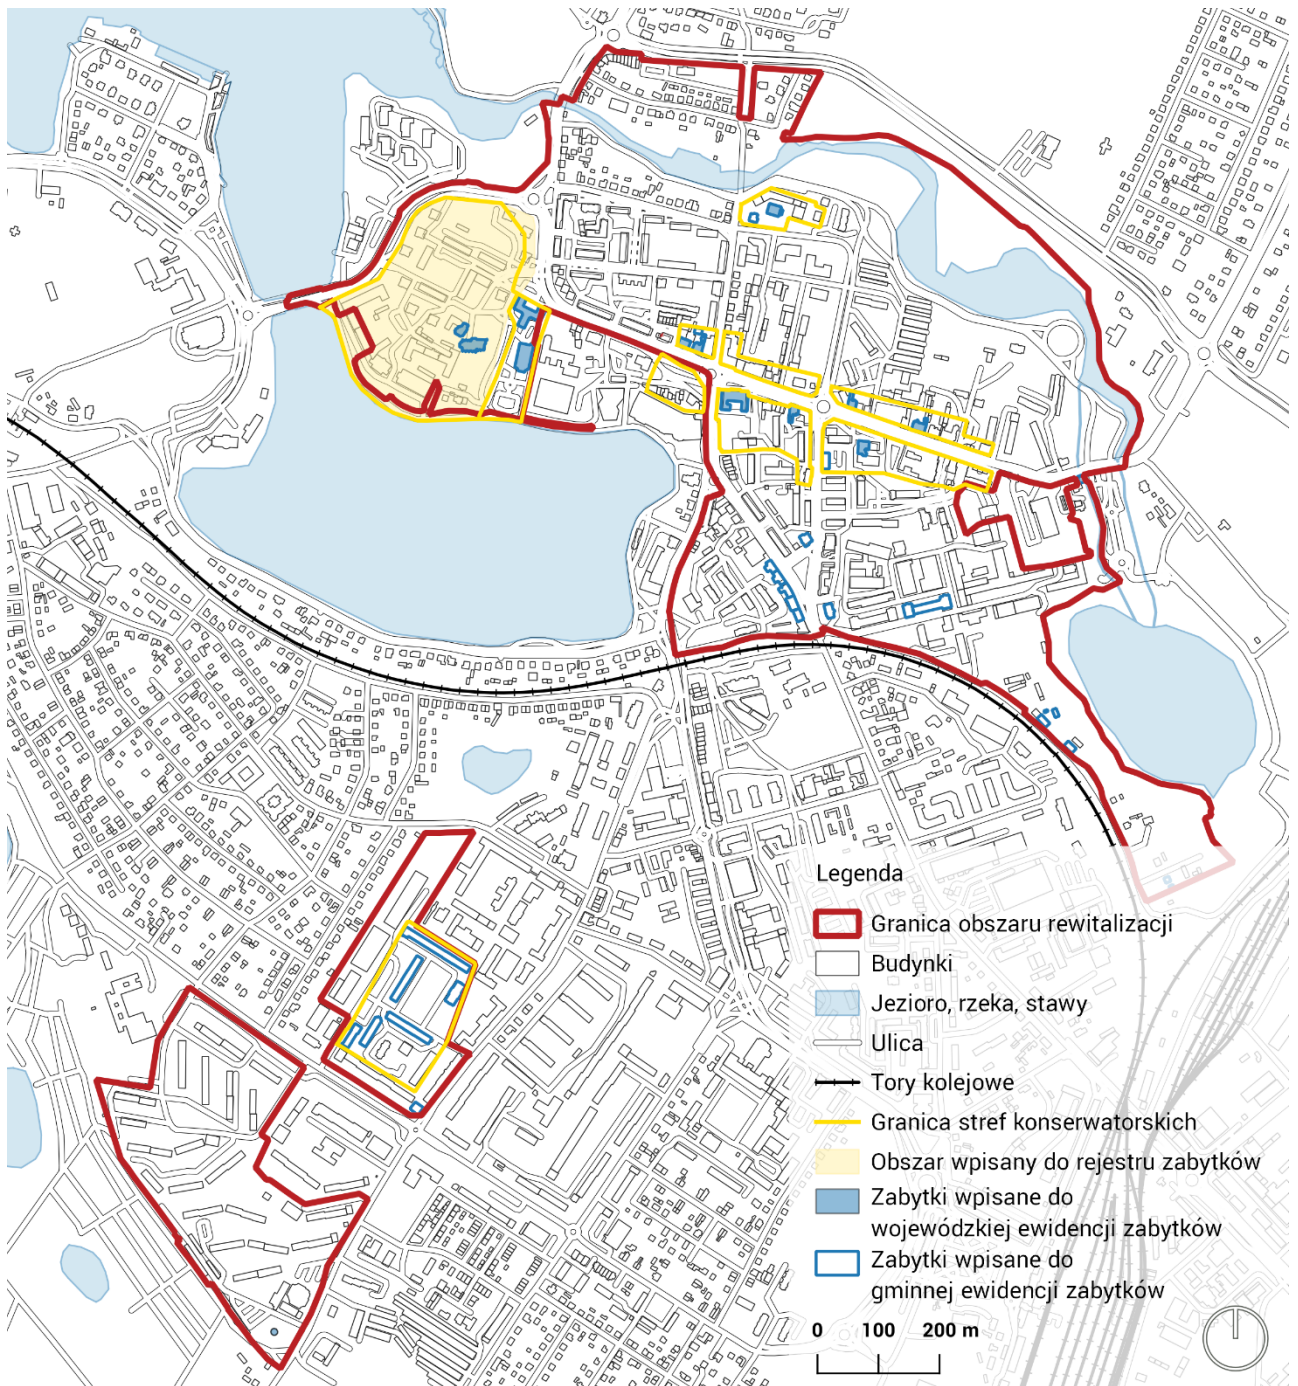 Legenda
Granica obszaru rewitalizacji
Budynki
Jezioro, rzeka, stawy
Ulica
Tory kolejowe
Granica stref konserwatorskich
Obszar wpisany do rejestru zabytków
Zabytki wpisane do
wojewódzkiej ewidencji zabytków
Zabytki wpisane do
gminnej ewidencji zabytków
0 100 200 m